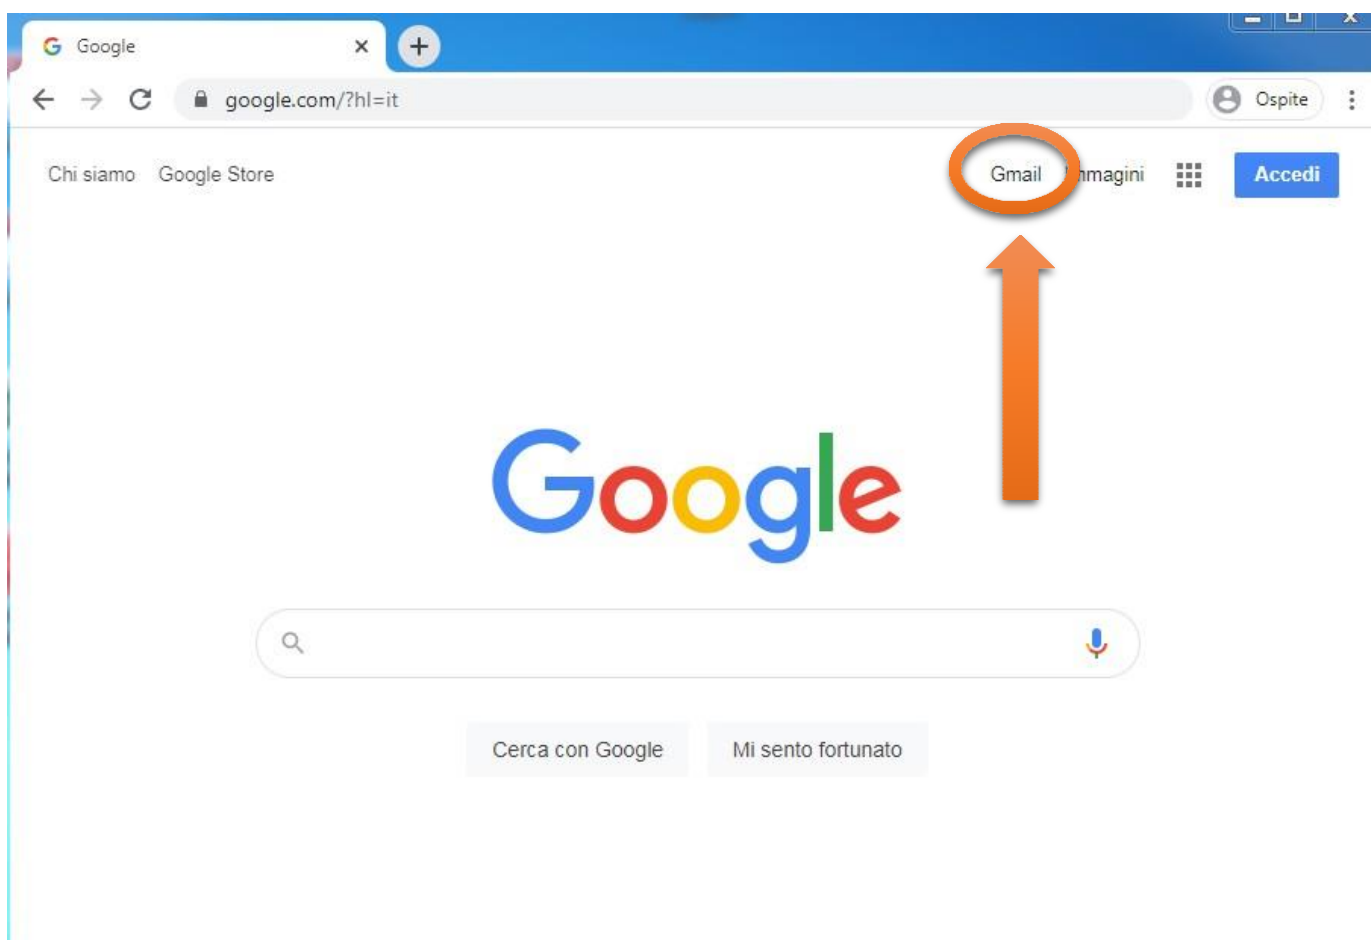 Google
google.com/?hl=it
Ospite
Chi siamo Google Store Gmail Immagini Accedi
Google
Cerca con Google Mi sento fortunato